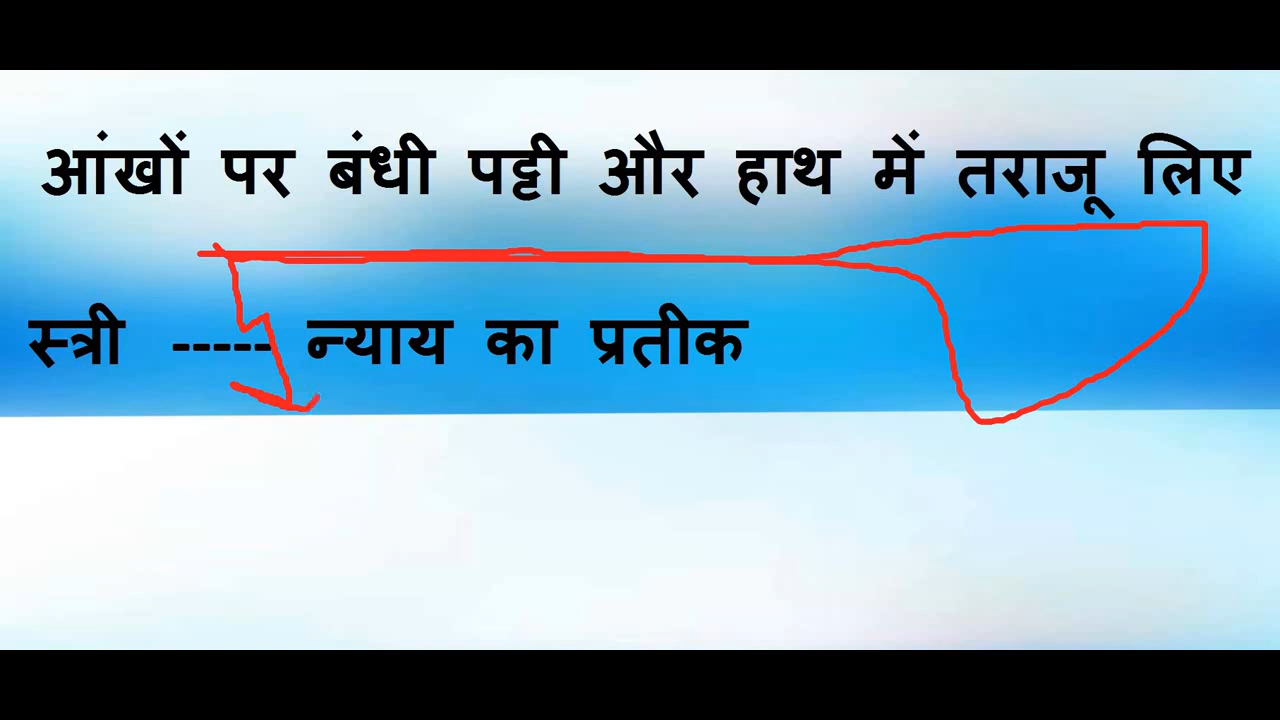 आंखों पर बंधी पट्टी और हाथ में तराजू लिए
स्त्री ----- न्याय का प्रतीक